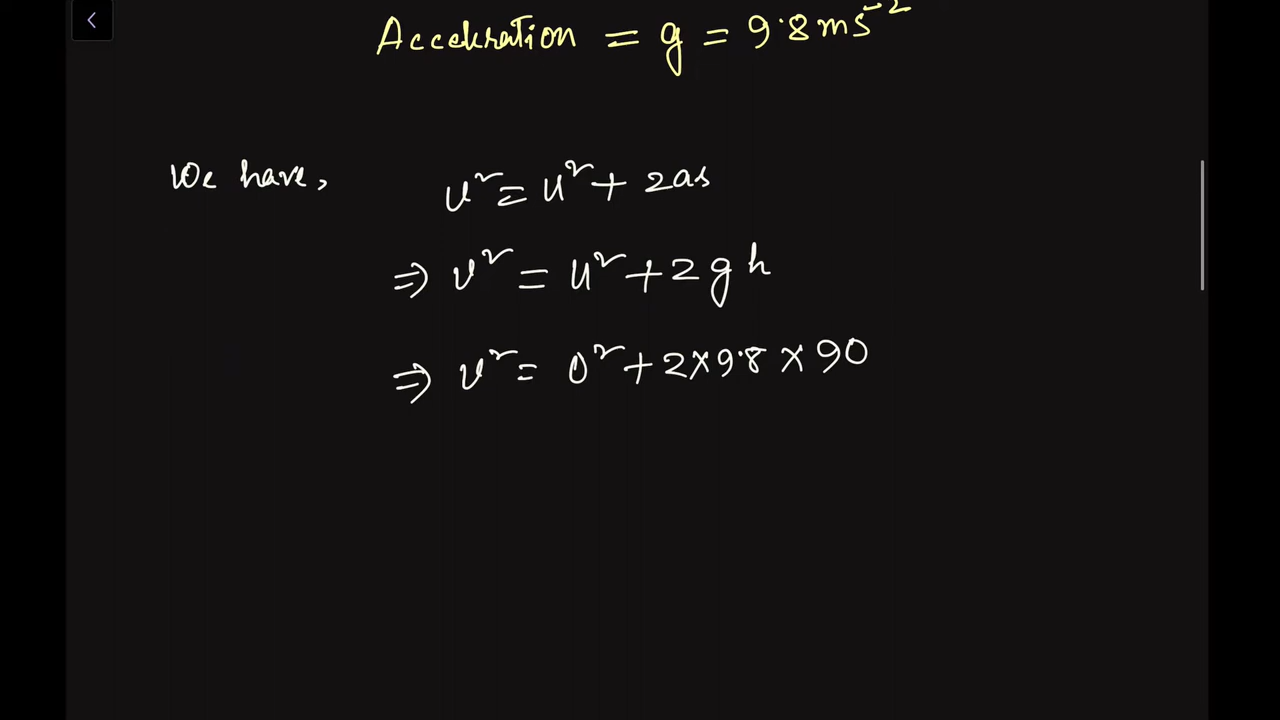 Acceleration = g = 9.8 ms⁻²
We have, v² = u² + 2as
⇒ v² = u² + 2gh
⇒ v² = 0² + 2×9.8×90